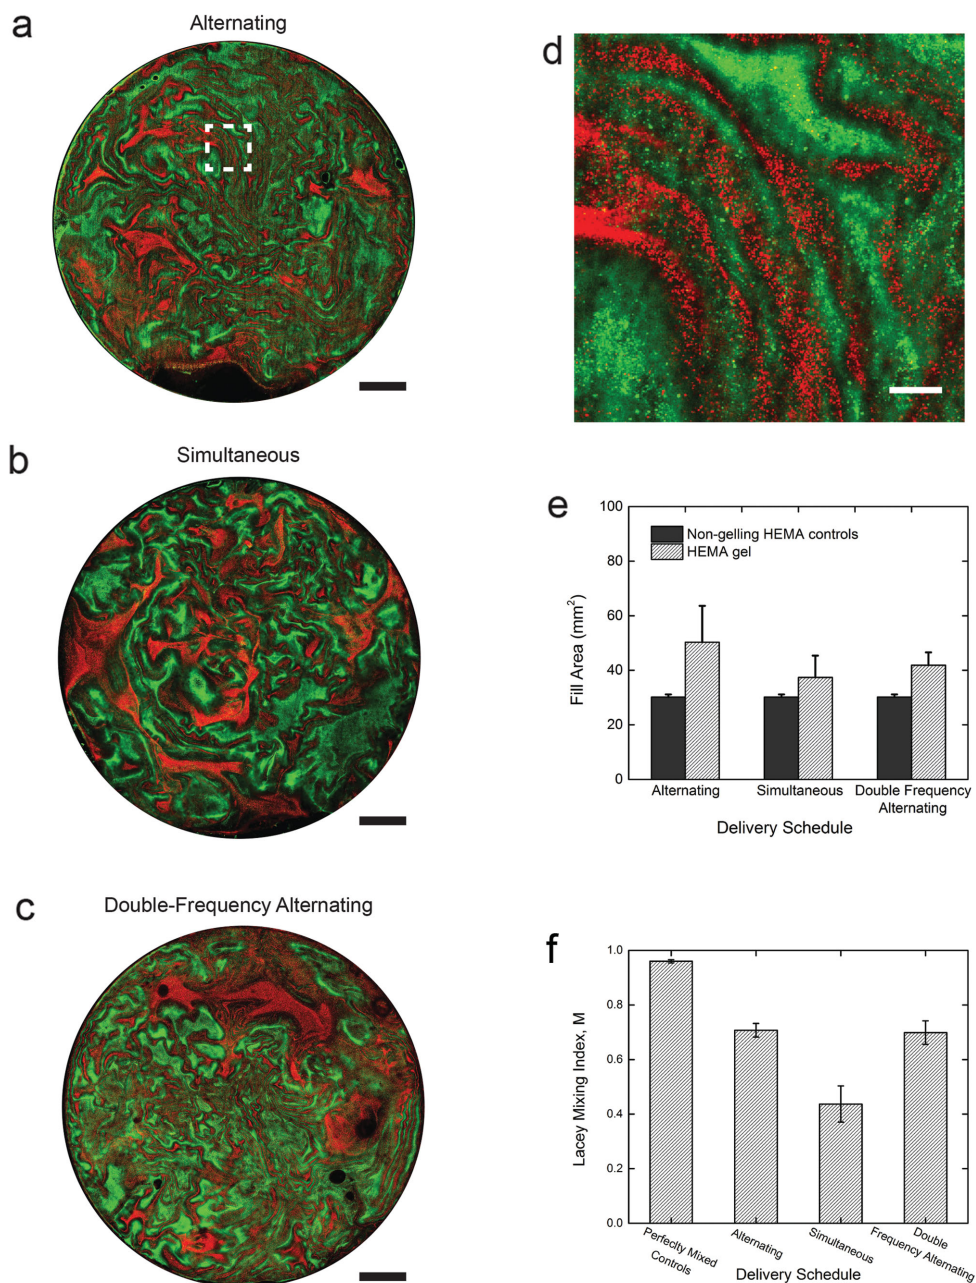 a
Alternating
b
Simultaneous
c
Double-Frequency Alternating
d
e
100
80
60
40
20
0
Fill Area (mm²)
Non-gelling HEMA controls
HEMA gel
Alternating
Simultaneous
Double Frequency
Alternating
Delivery Schedule
f
1.0
0.8
0.6
0.4
0.2
0.0
Lacey Mixing Index, M
Perfeclty Mixed
Controls
Alternating
Simultaneous
Double
Frequency Alternating
Delivery Schedule